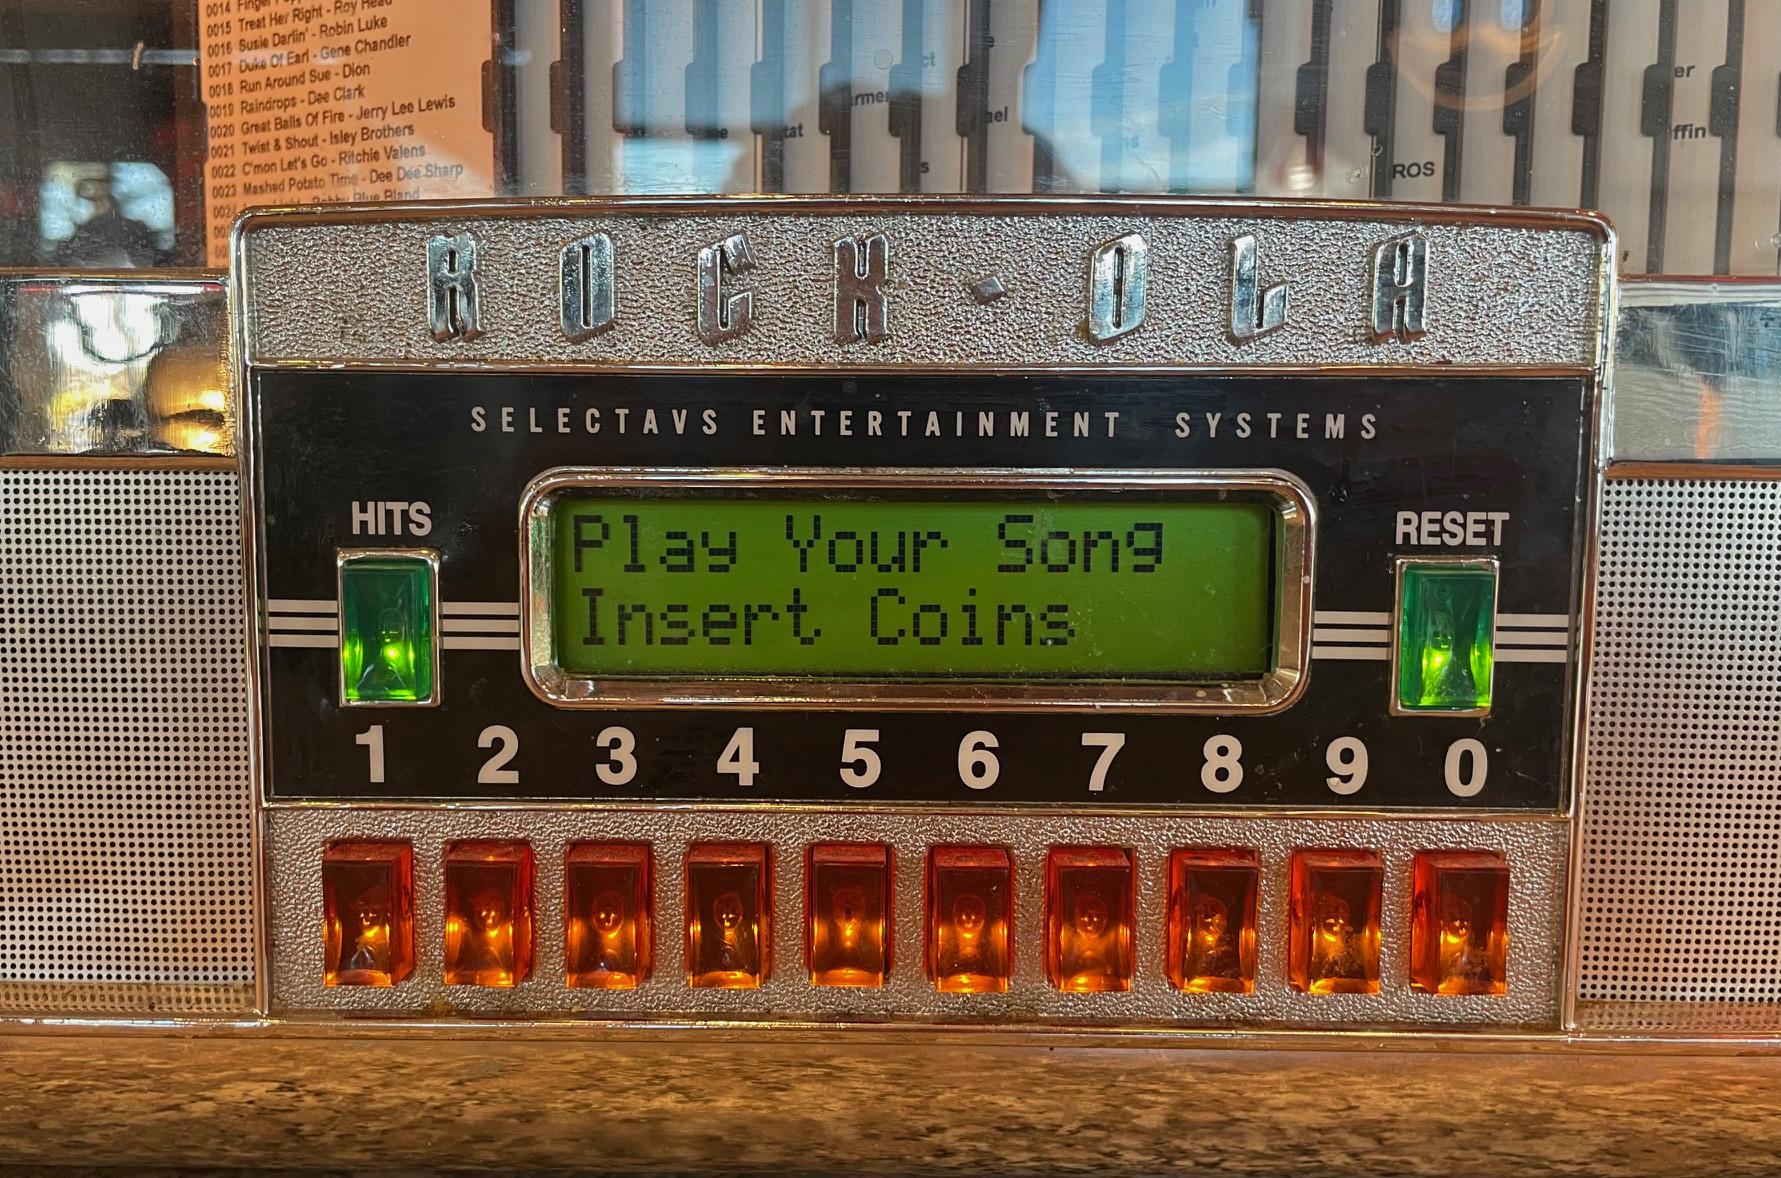 0014 Finger
0015 Treat Her Right - Roy Head
0016 Susie Darlin' - Robin Luke
0017 Duke Of Earl - Gene Chandler
0018 Run Around Sue - Dion
0019 Raindrops - Dee Clark
0020 Great Balls Of Fire - Jerry Lee Lewis
0021 Twist & Shout - Isley Brothers
0022 C'mon Let's Go - Ritchie Valens
0023 Mashed Potato Time - Dee Dee Sharp
Bobby Blue Bland
ROS
ROCK·OLA
SELECTAVS ENTERTAINMENT SYSTEMS
HITS
RESET
Play Your Song
Insert Coins
1 2 3 4 5 6 7 8 9 0